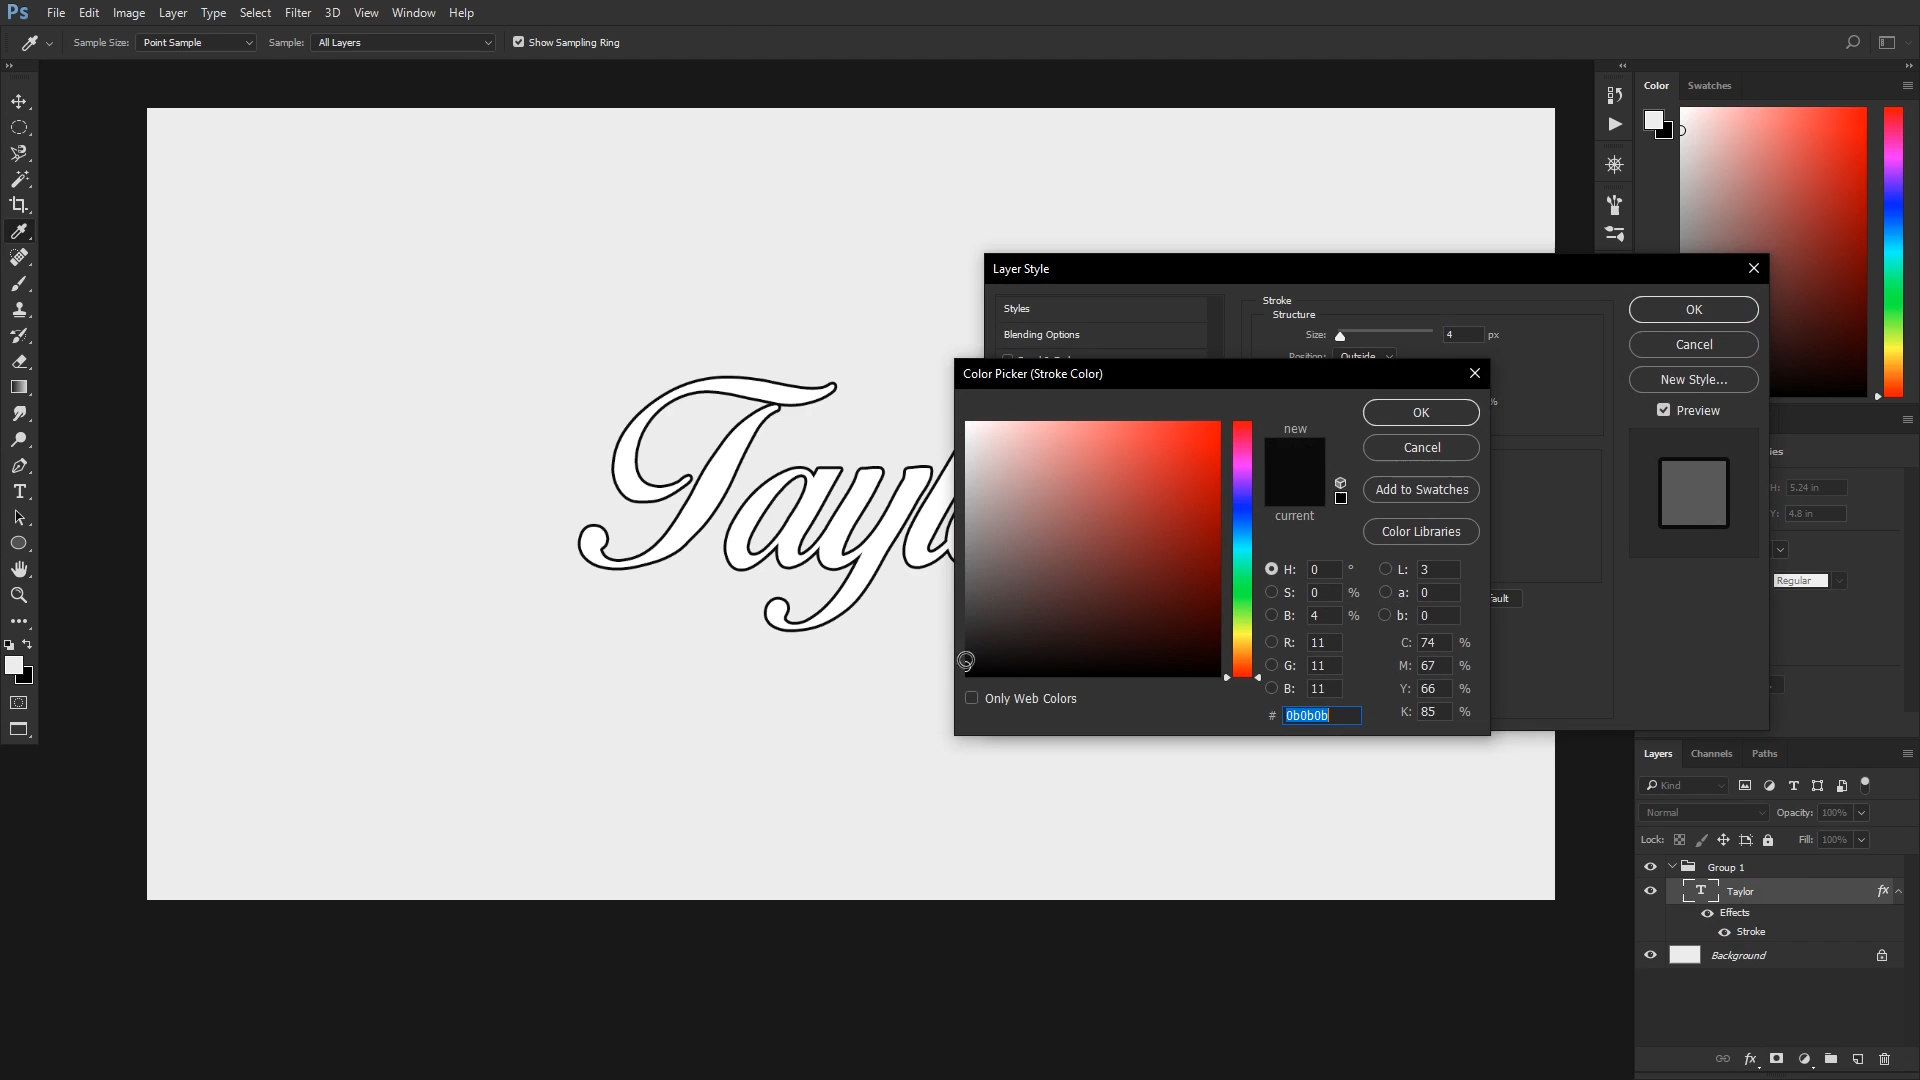 Ps File Edit Image Layer Type Select Filter 3D View Window Help
Sample Size: Point Sample Sample: All Layers Show Sampling Ring
Color Swatches
Layer Style
Styles
Blending Options
Stroke
Structure
Size: 4 px
Position: Outside
%
OK
Cancel
New Style...
Preview
Color Picker (Stroke Color)
new
current
OK
Cancel
Add to Swatches
Color Libraries
H: 0 °
S: 0 %
B: 4 %
R: 11
G: 11
B: 11
# 0b0b0b
L: 3
a: 0
b: 0
C: 74 %
M: 67 %
Y: 66 %
K: 85 %
Only Web Colors
H: 5.24 in
Y: 4.8 in
Regular
Layers Channels Paths
Kind
Normal Opacity: 100%
Lock: Fill: 100%
Group 1
T Taylor fx
Effects
Stroke
Background
fx